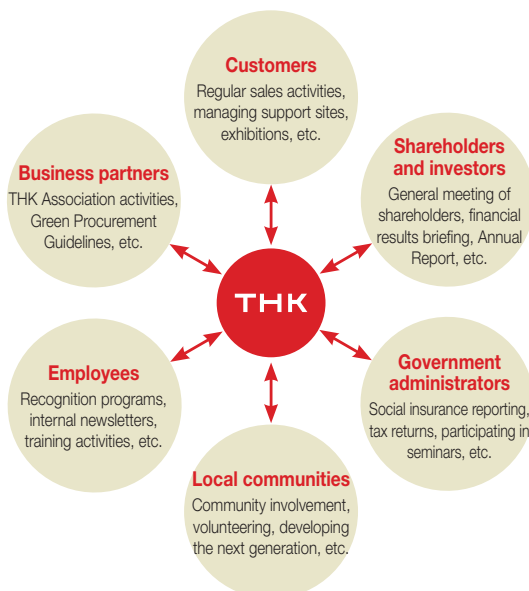 Customers
Regular sales activities,
managing support sites,
exhibitions, etc.
Shareholders
and investors
General meeting of
shareholders, financial
results briefing, Annual
Report, etc.
Business partners
THK Association activities,
Green Procurement
Guidelines, etc.
THK
Employees
Recognition programs,
internal newsletters,
training activities, etc.
Government
administrators
Social insurance reporting,
tax returns, participating in
seminars, etc.
Local communities
Community involvement,
volunteering, developing
the next generation, etc.